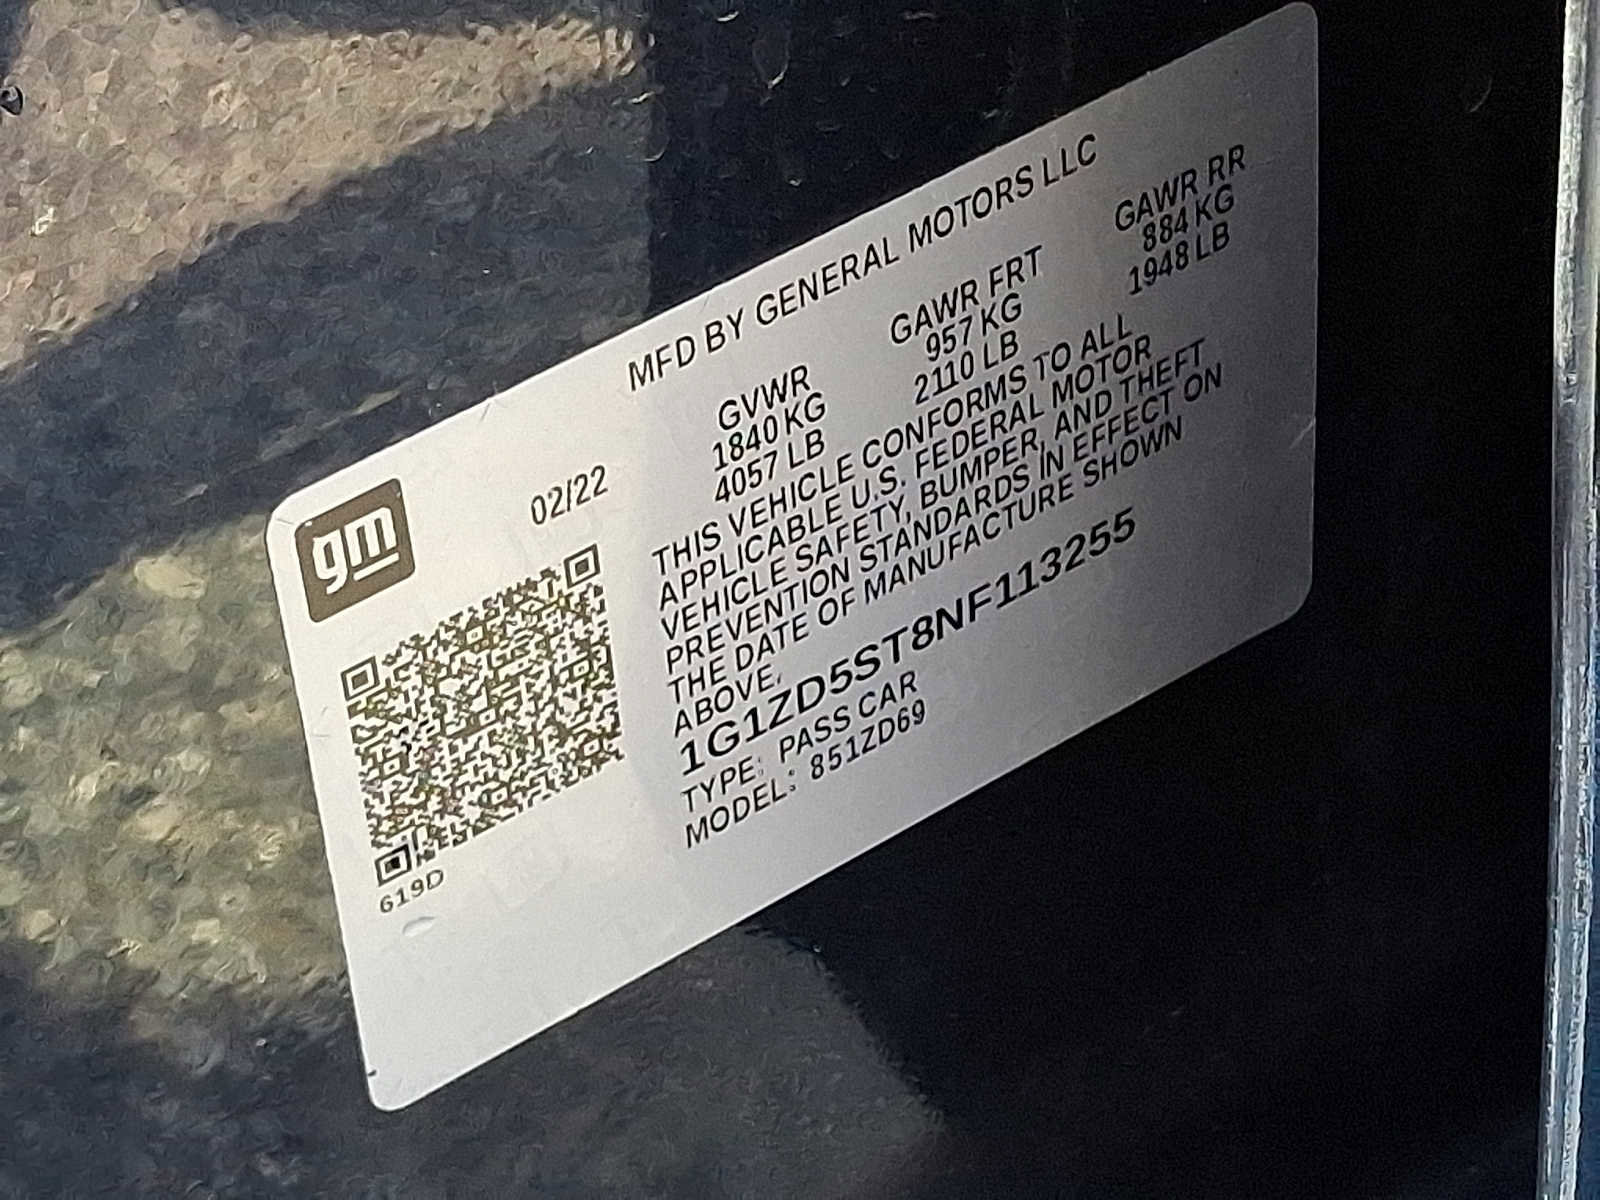 MFD BY GENERAL MOTORS LLC
gm
02/22
GVWR GAWR FRT GAWR RR
1840 KG 957 KG 884 KG
4057 LB 2110 LB 1948 LB
THIS VEHICLE CONFORMS TO ALL
APPLICABLE U.S. FEDERAL MOTOR
VEHICLE SAFETY, BUMPER, AND THEFT
PREVENTION STANDARDS IN EFFECT ON
THE DATE OF MANUFACTURE SHOWN
ABOVE.
1G1ZD5ST8NF113255
TYPE: PASS CAR
MODEL: 851ZD69
619D